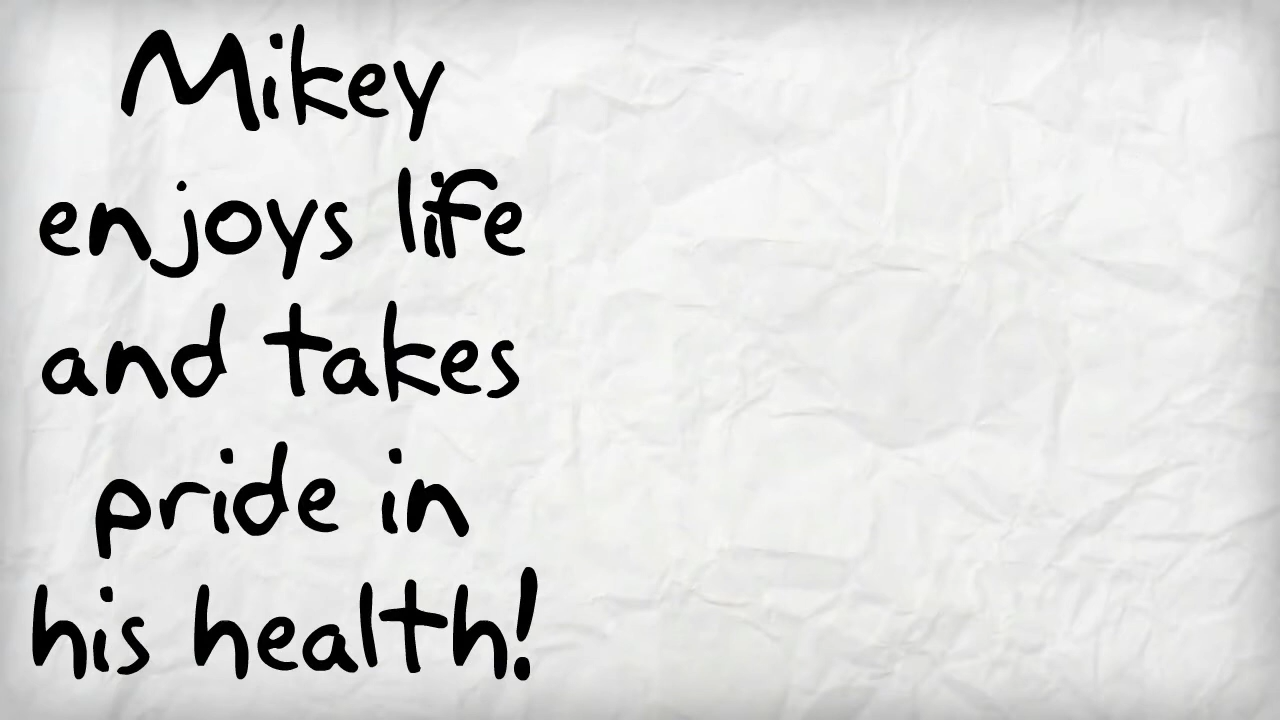 Mikey
enjoys life
and takes
pride in
his health!